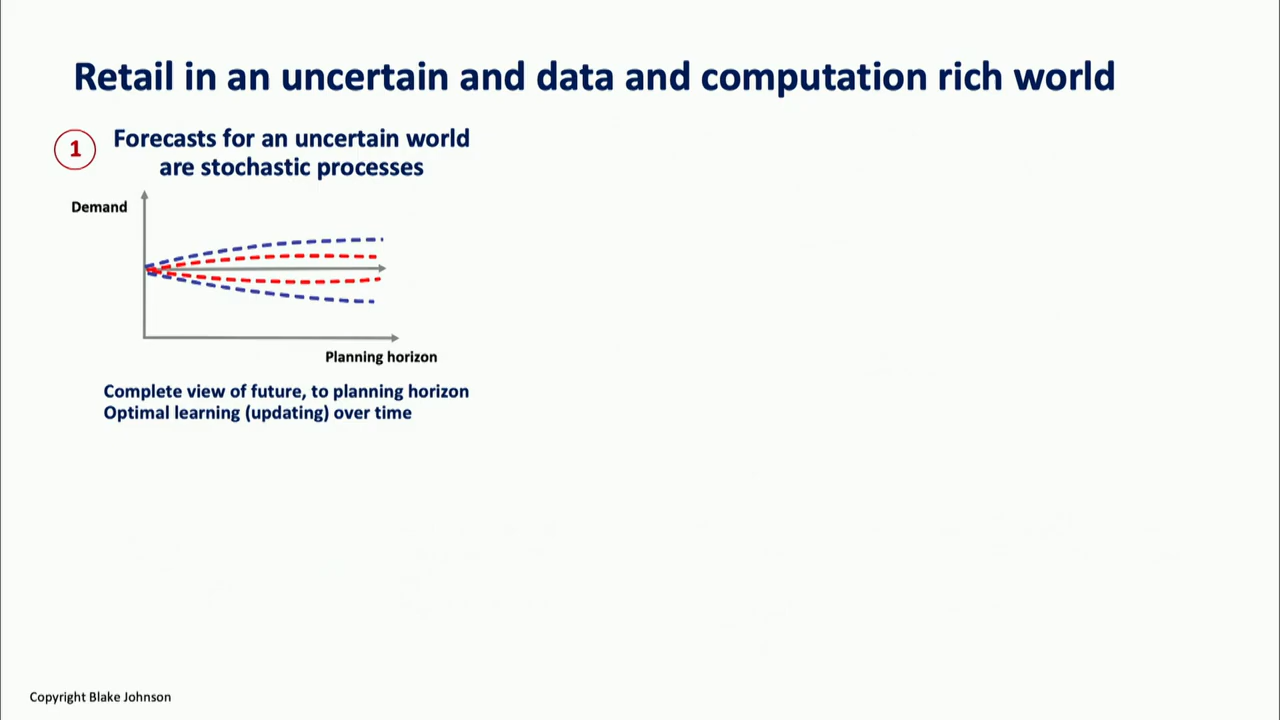 Retail in an uncertain and data and computation rich world
1
Forecasts for an uncertain world
are stochastic processes
Demand
Planning horizon
Complete view of future, to planning horizon
Optimal learning (updating) over time
Copyright Blake Johnson